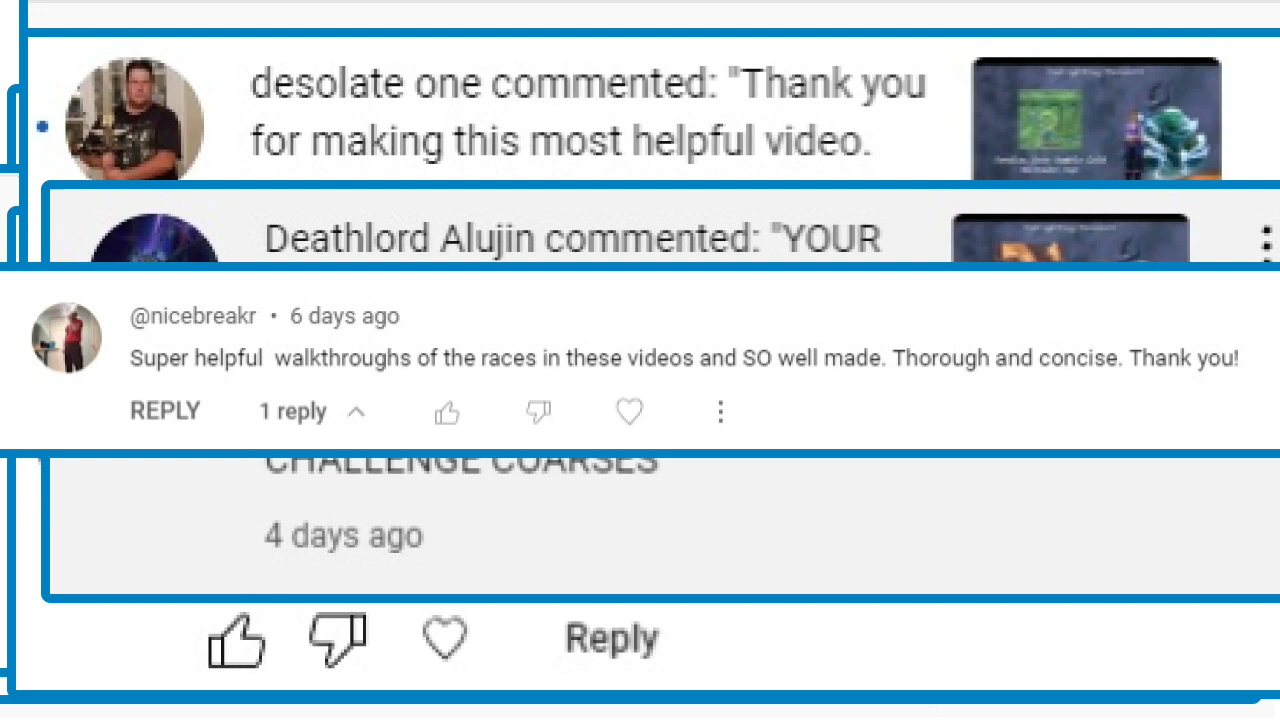 desolate one commented: "Thank you
for making this most helpful video.
Deathlord Alujin commented: "YOUR
@nicebreakr • 6 days ago
Super helpful  walkthroughs of the races in these videos and SO well made. Thorough and concise. Thank you!
REPLY 1 reply
CHALLENGE COARSES
4 days ago
Reply